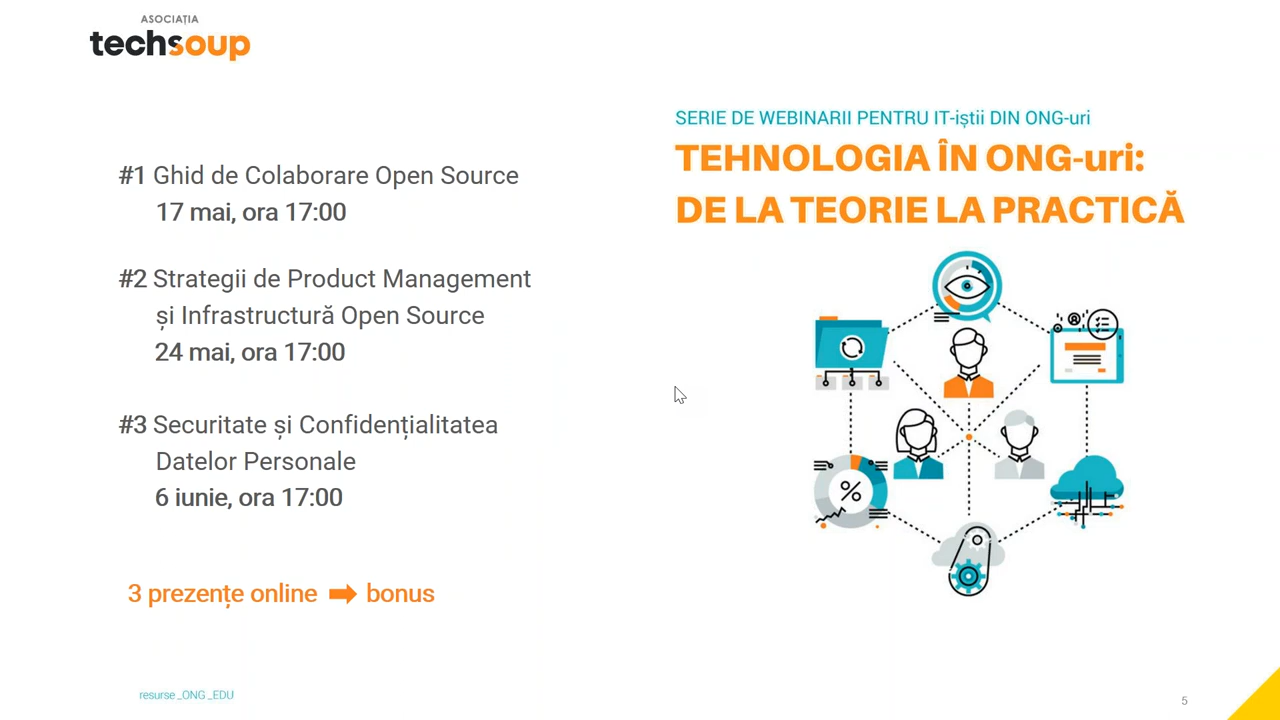 ASOCIAȚIA
techsoup
#1 Ghid de Colaborare Open Source
17 mai, ora 17:00
#2 Strategii de Product Management
și Infrastructură Open Source
24 mai, ora 17:00
#3 Securitate și Confidențialitatea
Datelor Personale
6 iunie, ora 17:00
3 prezențe online ➡ bonus
SERIE DE WEBINARII PENTRU IT-iștii DIN ONG-uri
TEHNOLOGIA ÎN ONG-uri:
DE LA TEORIE LA PRACTICĂ
%
resurse_ONG_EDU
5